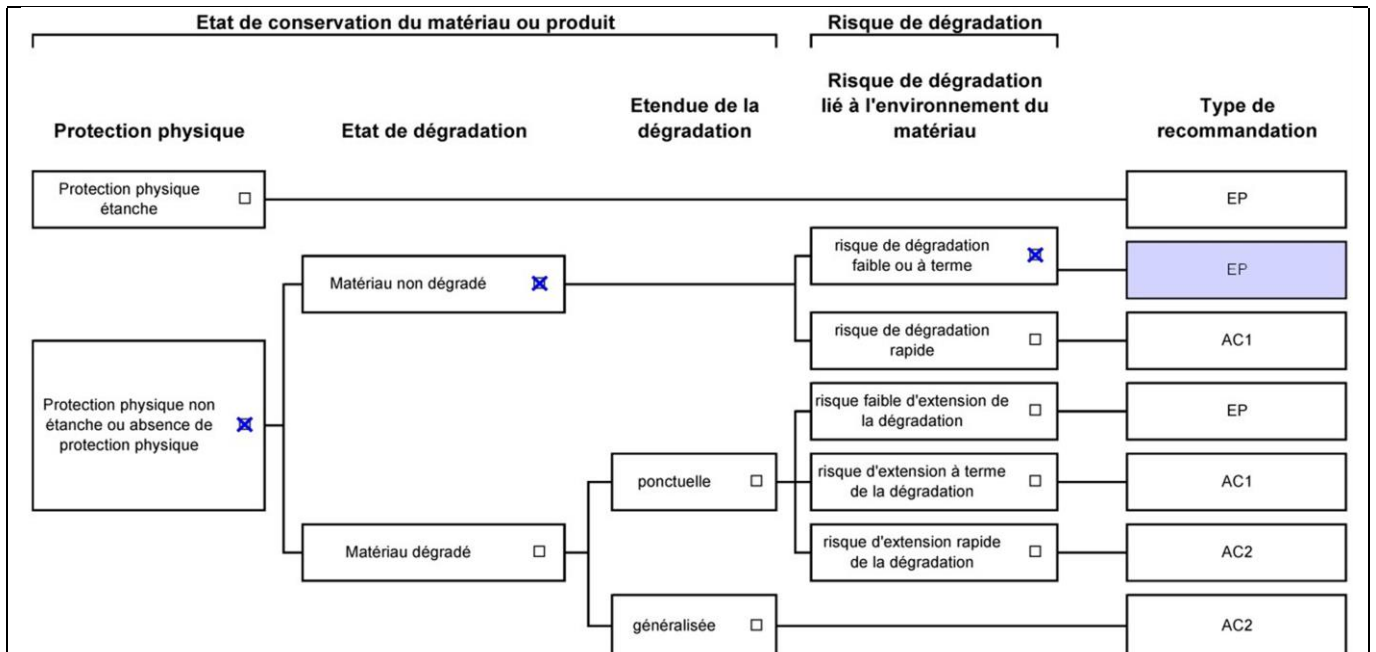 Etat de conservation du matériau ou produit
Risque de dégradation
Protection physique
Etat de dégradation
Etendue de la
dégradation
Risque de dégradation
lié à l'environnement du
matériau
Type de
recommandation
Protection physique
étanche
EP
risque de dégradation
faible ou à terme
EP
Matériau non dégradé
risque de dégradation
rapide
AC1
Protection physique non
étanche ou absence de
protection physique
risque faible d'extension de
la dégradation
EP
ponctuelle
risque d'extension à terme
de la dégradation
AC1
Matériau dégradé
risque d'extension rapide
de la dégradation
AC2
généralisée
AC2